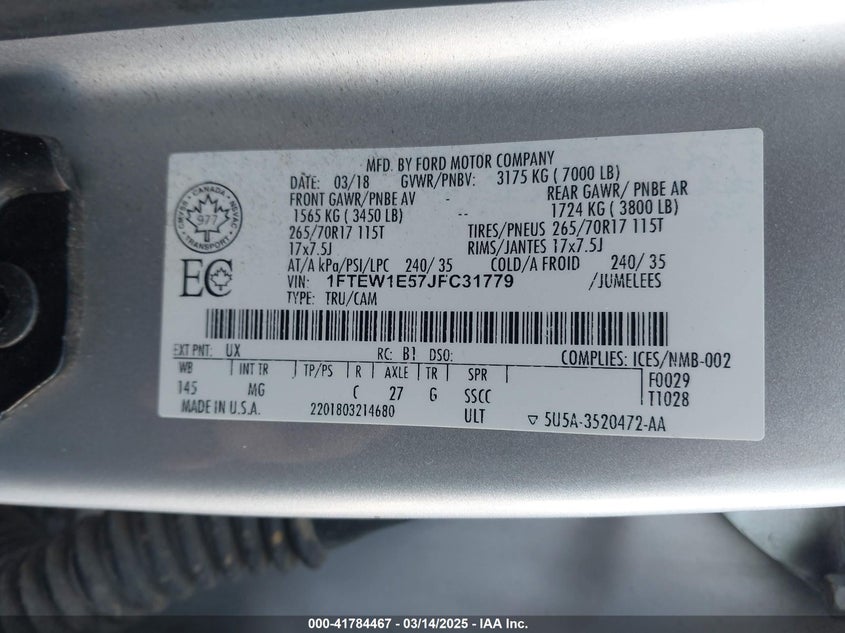 MFD. BY FORD MOTOR COMPANY
DATE: 03/18 GVWR/PNBV: 3175 KG ( 7000 LB)
FRONT GAWR/PNBE AV - REAR GAWR/ PNBE AR
1565 KG ( 3450 LB) -- 1724 KG ( 3800 LB)
265/70R17 115T TIRES/PNEUS 265/70R17 115T
17x7.5J RIMS/JANTES 17x7.5J
AT/A kPa/PSI/LPC 240/ 35 COLD/A FROID 240/ 35
VIN: 1FTEW1E57JFC31779 /JUMELEES
TYPE: TRU/CAM
CANADA
977
TRANSPORT
EC
EXT PNT: UX RC: B1 DSO: COMPLIES: ICES/NMB-002
WB INT TR TP/PS R AXLE TR SPR F0029
145 MG C 27 G SSCC T1028
MADE IN U.S.A. 2201803214680 ULT ▽ 5U5A-3520472-AA
000-41784467 - 03/14/2025 - IAA Inc.